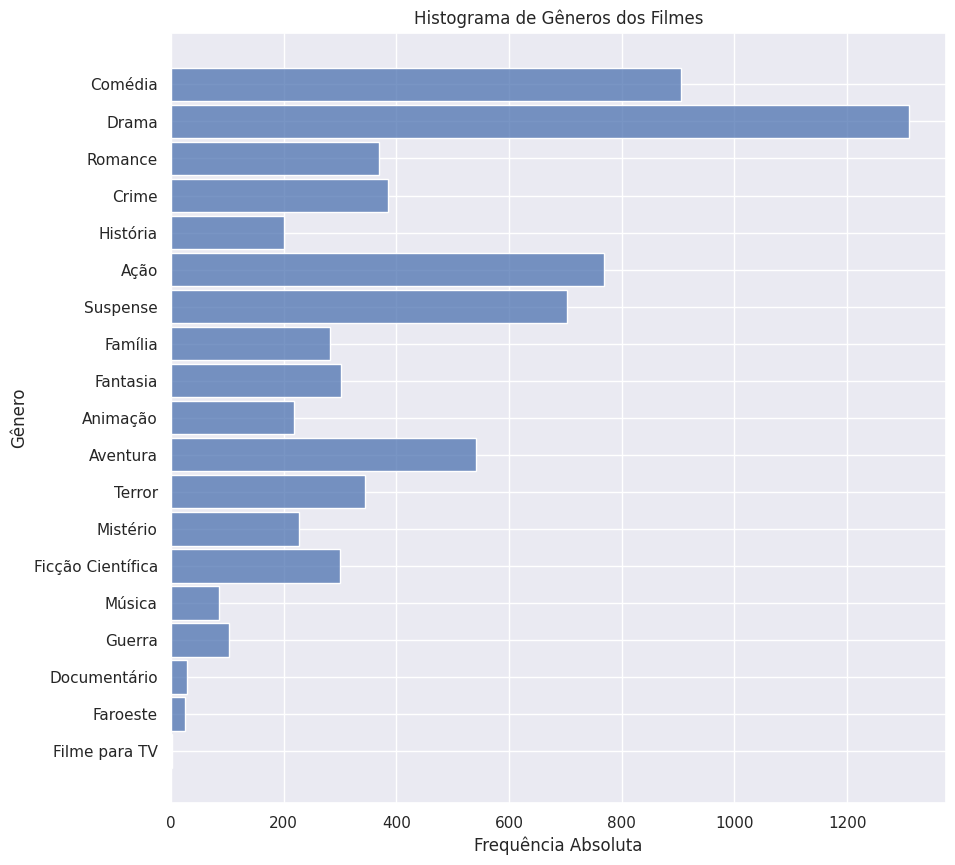 Histograma de Gêneros dos Filmes
Gênero
Comédia
Drama
Romance
Crime
História
Ação
Suspense
Família
Fantasia
Animação
Aventura
Terror
Mistério
Ficção Científica
Música
Guerra
Documentário
Faroeste
Filme para TV
0 200 400 600 800 1000 1200
Frequência Absoluta